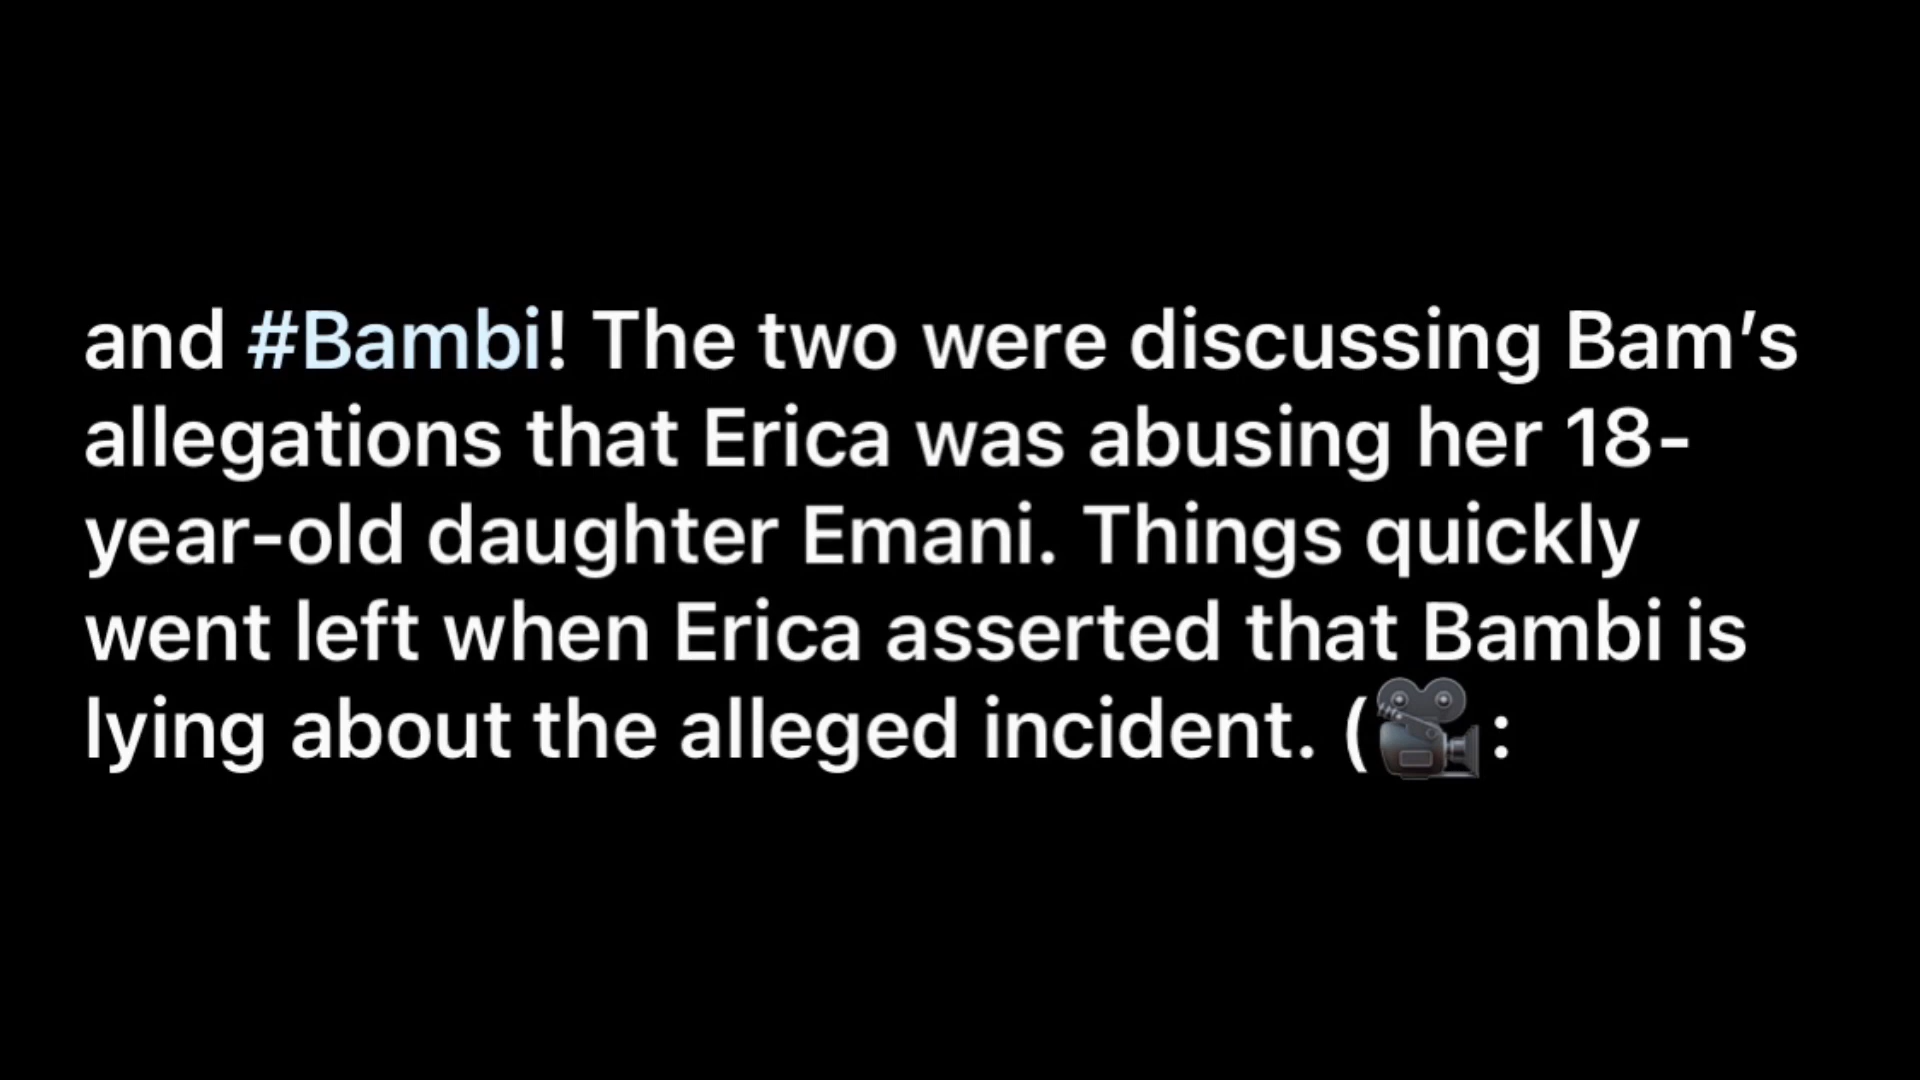 and #Bambi! The two were discussing Bam’s
allegations that Erica was abusing her 18-
year-old daughter Emani. Things quickly
went left when Erica asserted that Bambi is
lying about the alleged incident. (🎥: